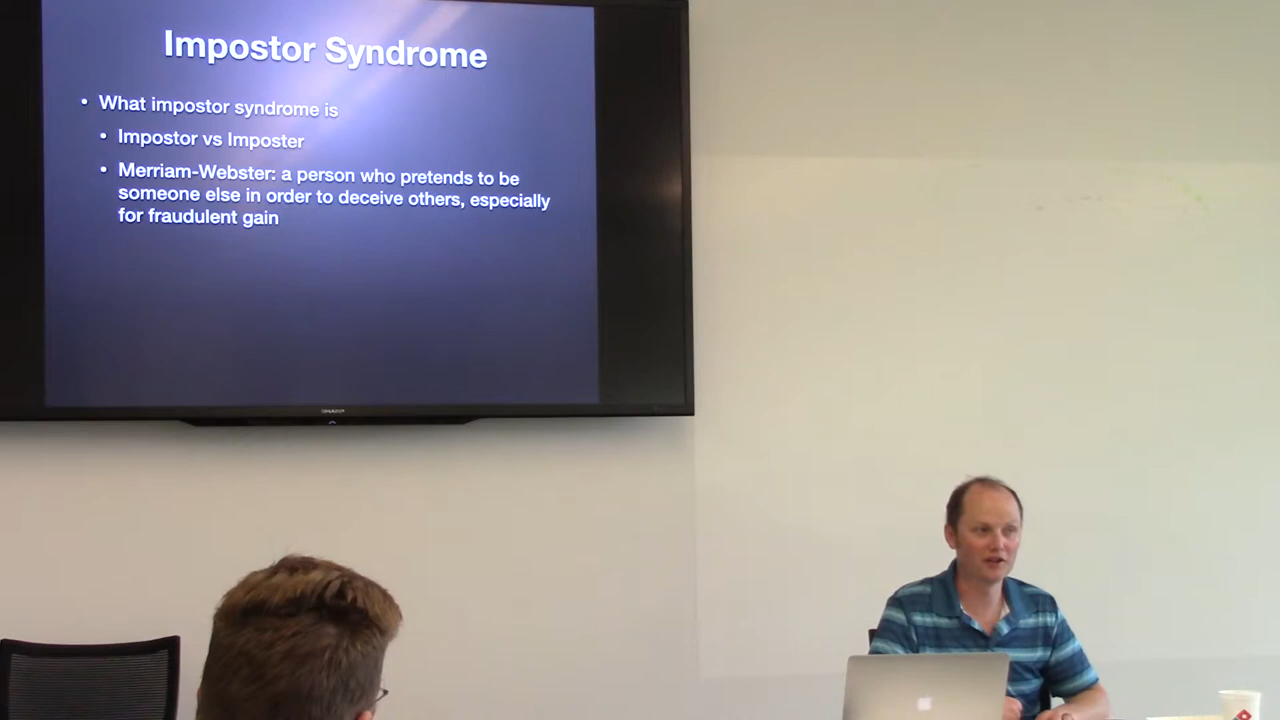 Impostor Syndrome
• What impostor syndrome is
• Impostor vs Imposter
• Merriam-Webster: a person who pretends to be
someone else in order to deceive others, especially
for fraudulent gain
SHARP